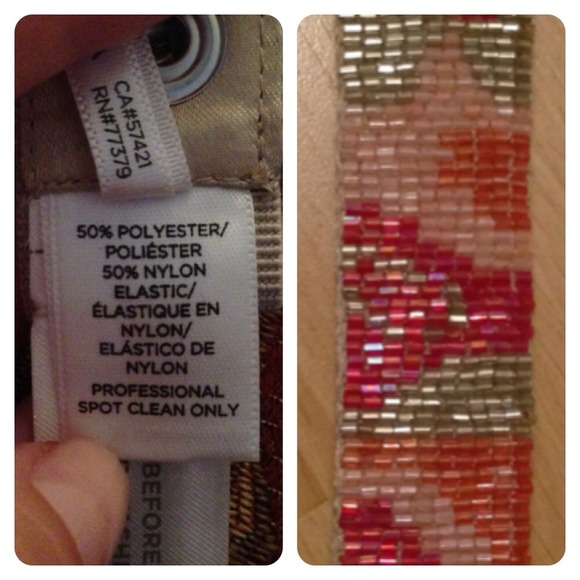 CA#57421
RN#77379
50% POLYESTER/
POLIÉSTER
50% NYLON
ELASTIC/
ÉLASTIQUE EN
NYLON/
ELÁSTICO DE
NYLON
PROFESSIONAL
SPOT CLEAN ONLY
BEFORE